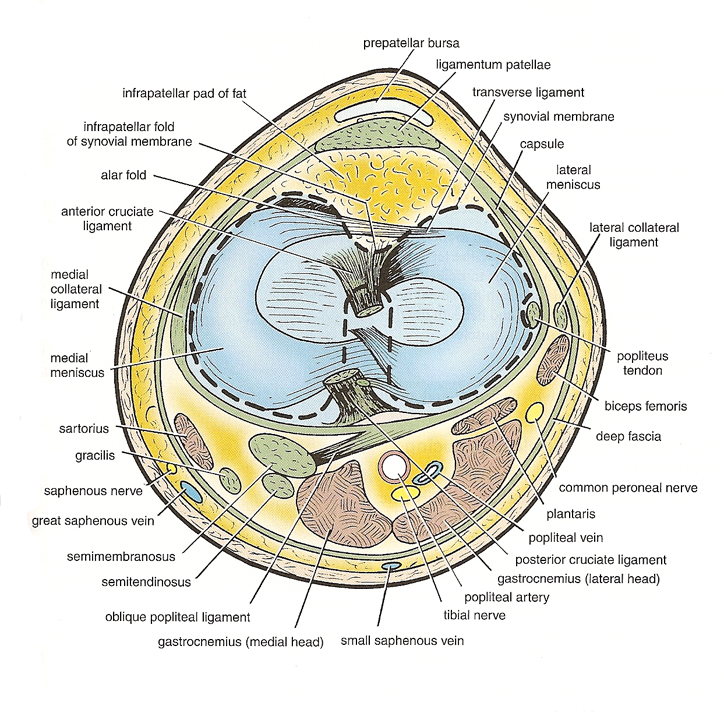 prepatellar bursa
ligamentum patellae
infrapatellar pad of fat
transverse ligament
synovial membrane
infrapatellar fold
of synovial membrane
capsule
alar fold
lateral
meniscus
anterior cruciate
ligament
lateral collateral
ligament
medial
collateral
ligament
medial
meniscus
popliteus
tendon
biceps femoris
sartorius
deep fascia
gracilis
saphenous nerve
common peroneal nerve
great saphenous vein
plantaris
popliteal vein
semimembranosus
posterior cruciate ligament
semitendinosus
gastrocnemius (lateral head)
popliteal artery
oblique popliteal ligament
tibial nerve
gastrocnemius (medial head)
small saphenous vein